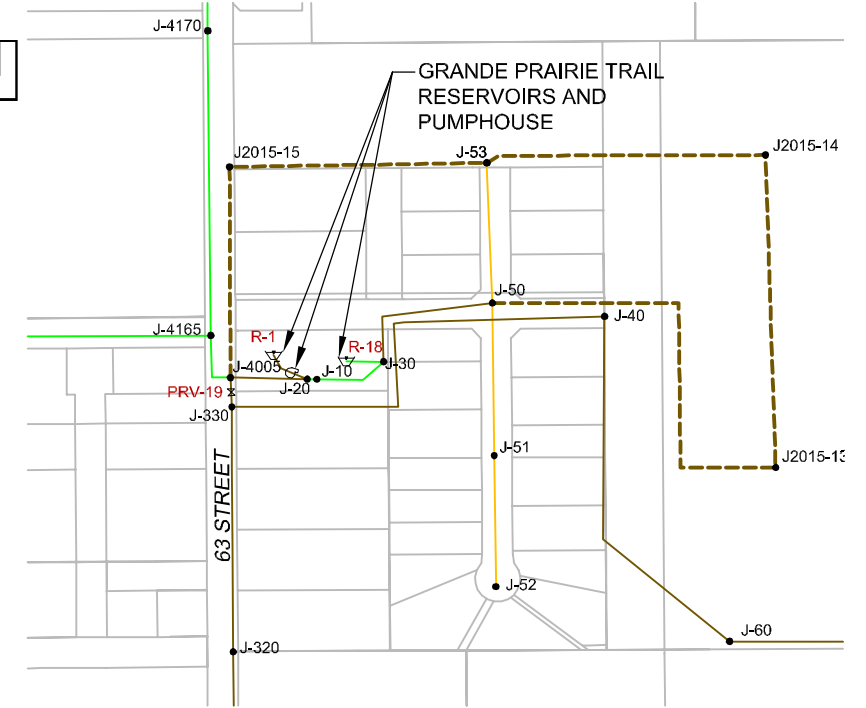 J-4170
GRANDE PRAIRIE TRAIL
RESERVOIRS AND
PUMPHOUSE
J2015-15
J-53
J2015-14
J-50
J-40
J-4165
R-1
R-18
J-4005
J-30
J-10
J-20
PRV-19
J-330
J-51
J2015-13
63 STREET
J-52
J-60
J-320